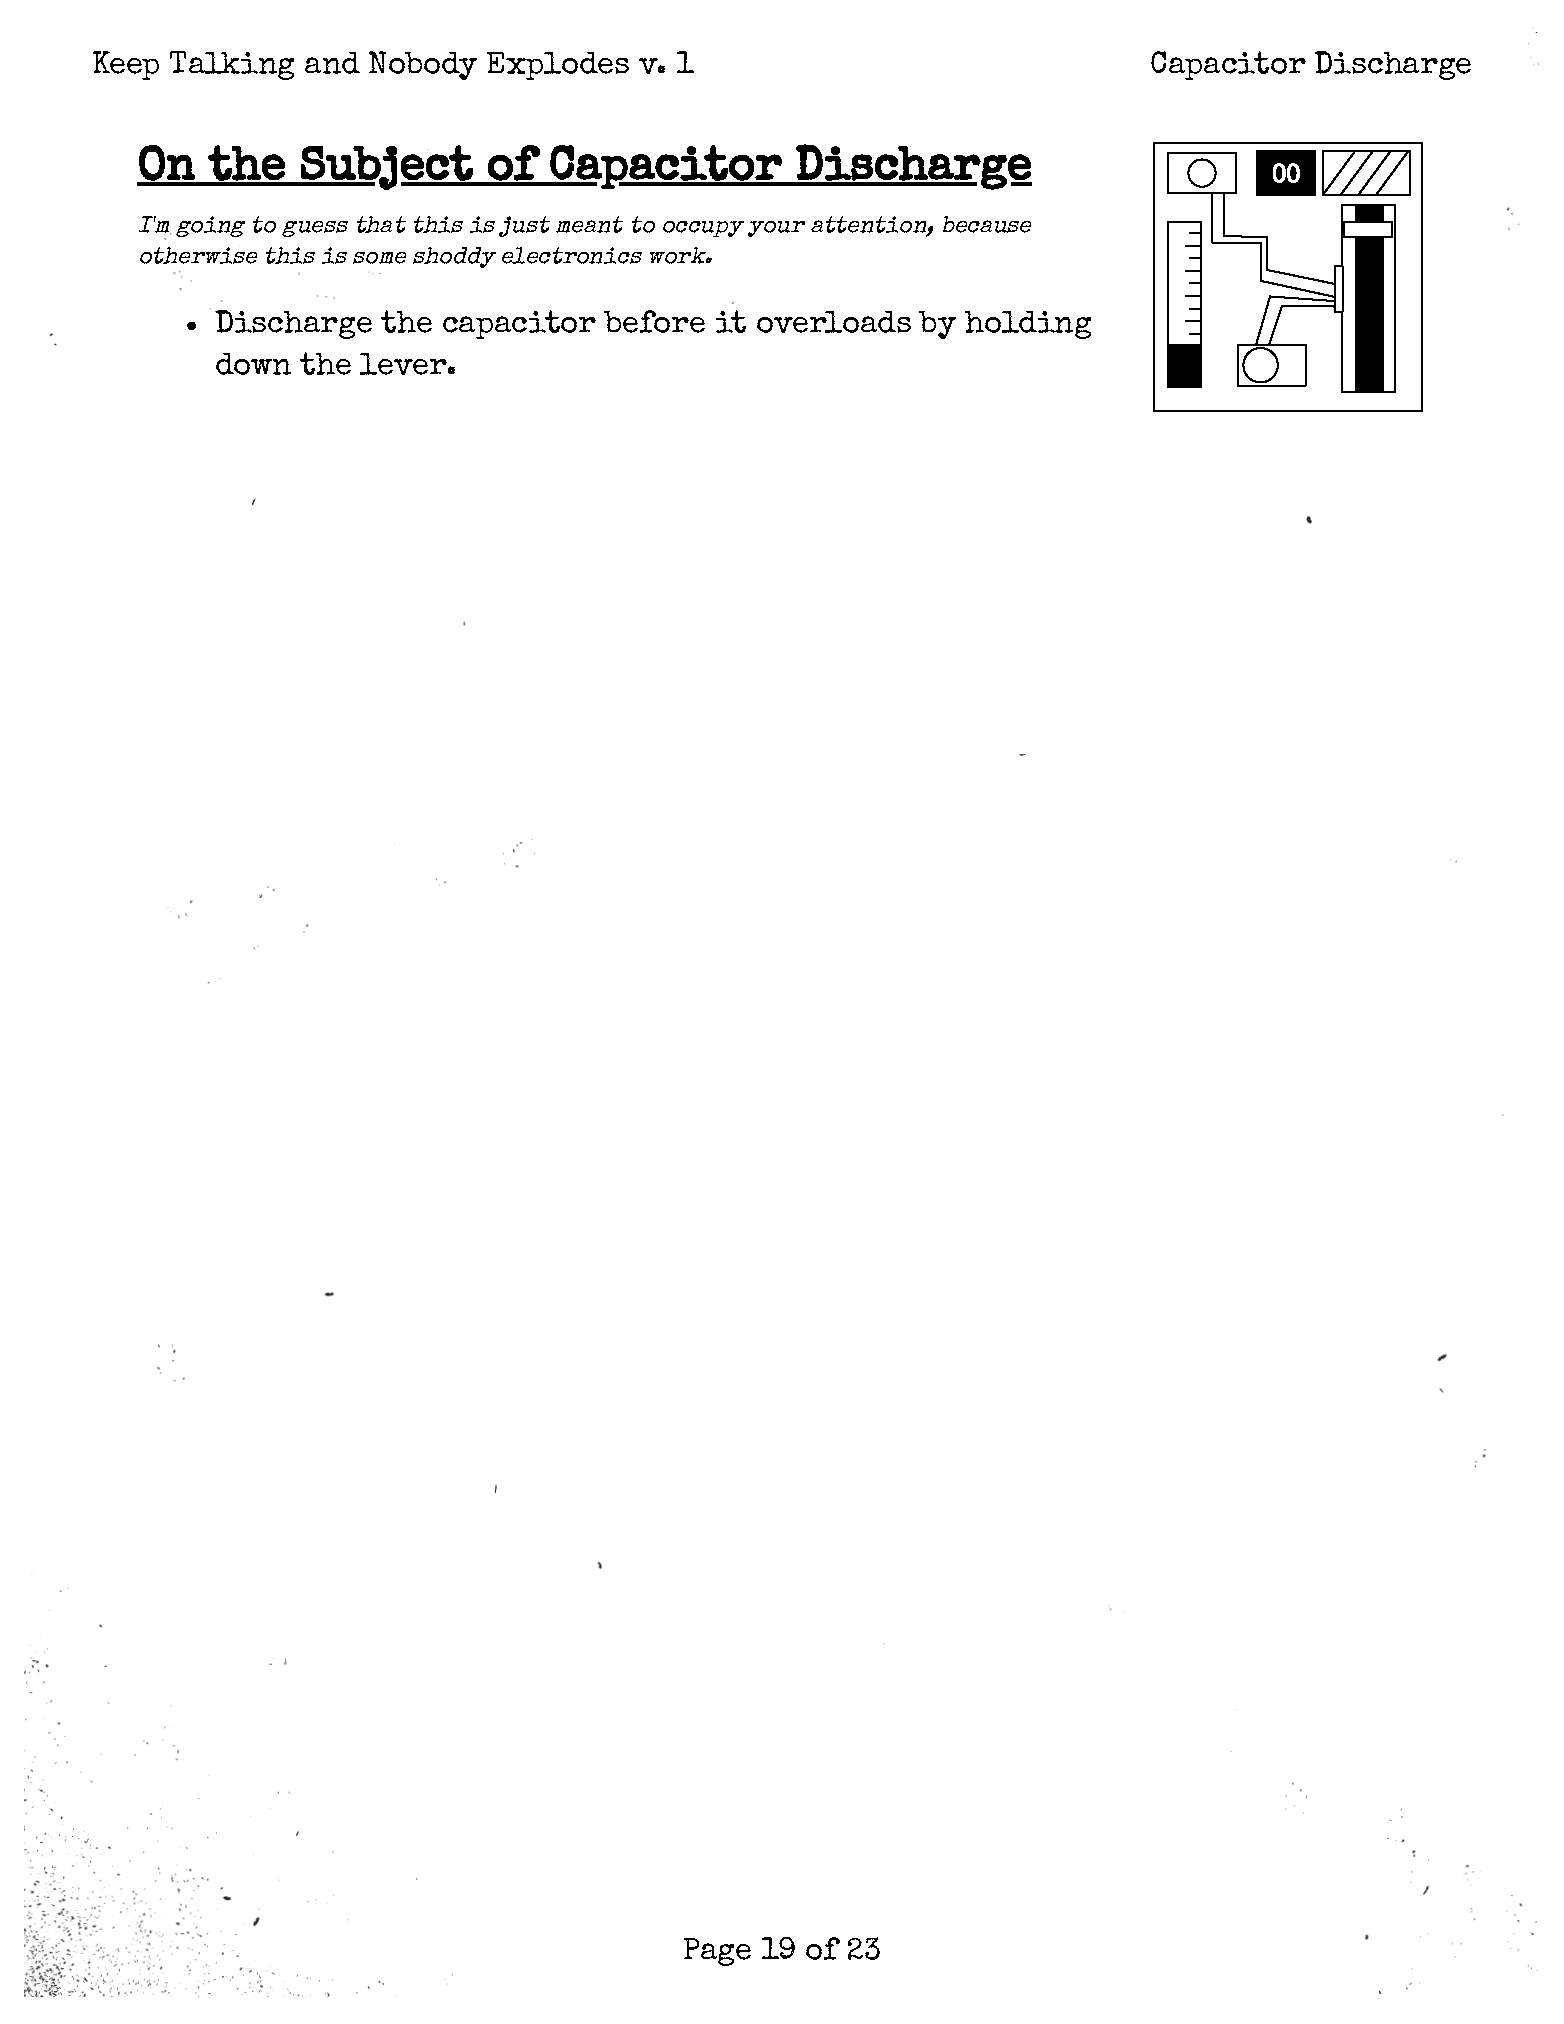 Keep Talking and Nobody Explodes v. 1
Capacitor Discharge
On the Subject of Capacitor Discharge
00
I'm going to guess that this is just meant to occupy your attention, because
otherwise this is some shoddy electronics work.
• Discharge the capacitor before it overloads by holding
down the lever.
Page 19 of 23